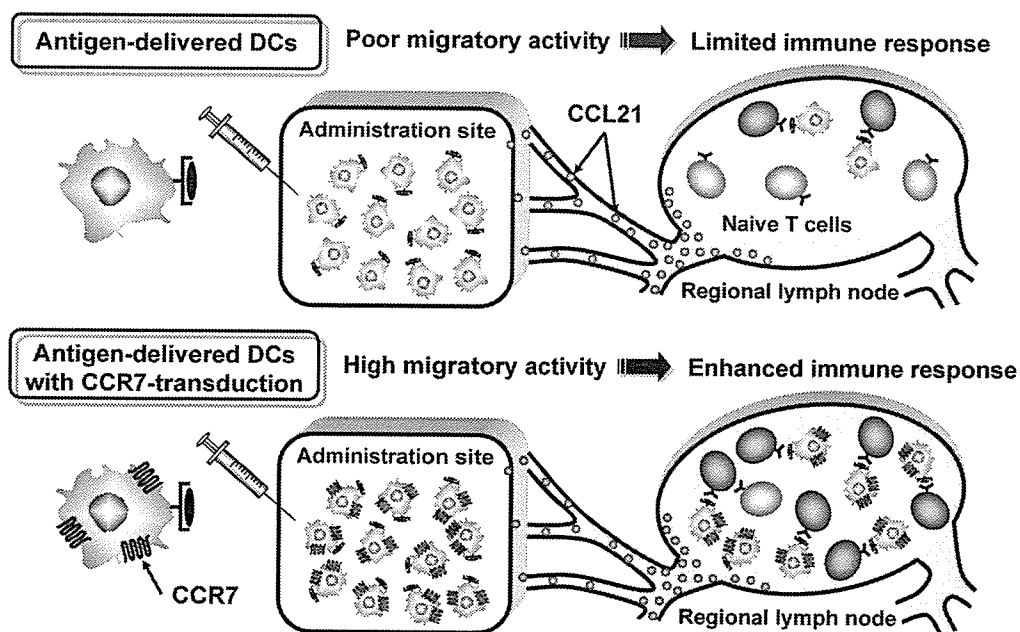 Antigen-delivered DCs
Poor migratory activity
Limited immune response
Administration site
CCL21
Naive T cells
Regional lymph node
Antigen-delivered DCs
with CCR7-transduction
High migratory activity
Enhanced immune response
Administration site
CCR7
Regional lymph node